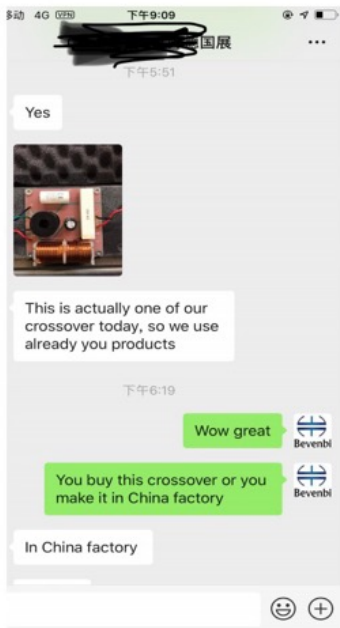 移动 4G VPN 下午9:09
国展
下午5:51
Yes
This is actually one of our
crossover today, so we use
already you products
下午6:19
Wow great
Bevenbi
You buy this crossover or you
make it in China factory
Bevenbi
In China factory